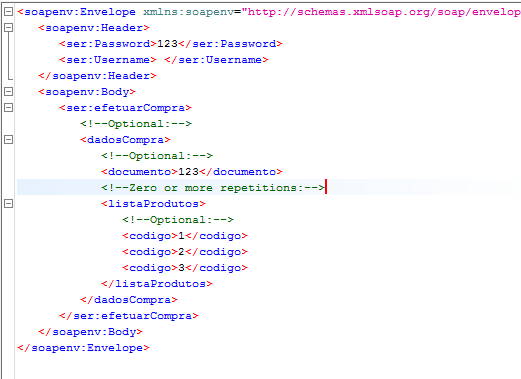 <soapenv:Envelope xmlns:soapenv="http://schemas.xmlsoap.org/soap/envelop
<soapenv:Header>
<ser:Password>123</ser:Password>
<ser:Username> </ser:Username>
</soapenv:Header>
<soapenv:Body>
<ser:efetuarCompra>
<!--Optional:-->
<dadosCompra>
<!--Optional:-->
<documento>123</documento>
<!--Zero or more repetitions:-->
<listaProdutos>
<!--Optional:-->
<codigo>1</codigo>
<codigo>2</codigo>
<codigo>3</codigo>
</listaProdutos>
</dadosCompra>
</ser:efetuarCompra>
</soapenv:Body>
</soapenv:Envelope>